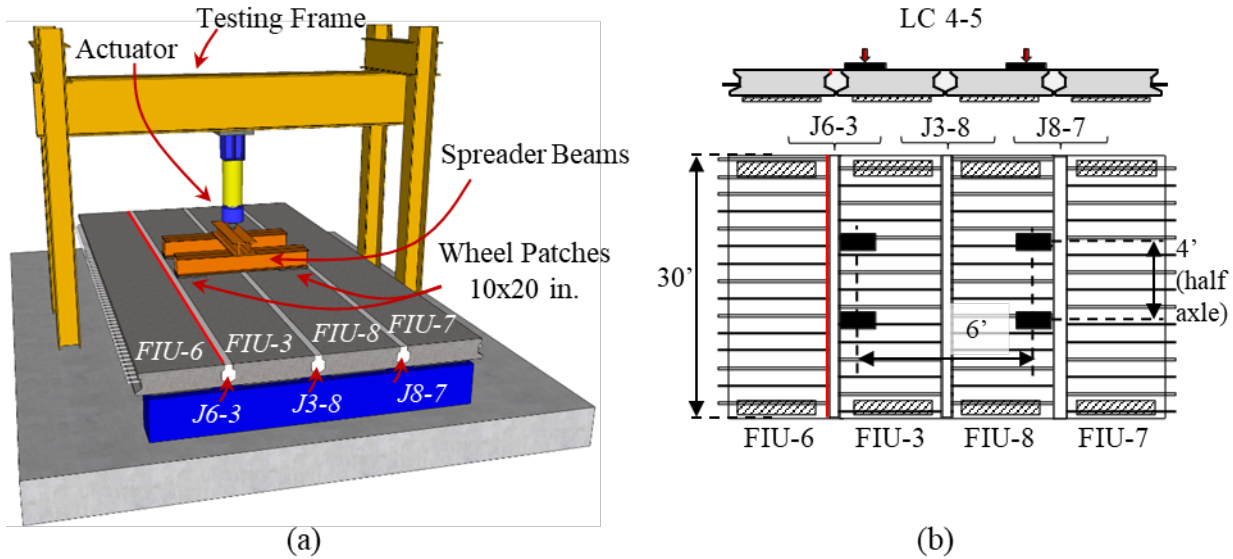 Testing Frame
Actuator
Spreader Beams
Wheel Patches
10x20 in.
FIU-6
FIU-3
FIU-8
FIU-7
J6-3
J3-8
J8-7
(a)
LC 4-5
J6-3
J3-8
J8-7
30’
4’
(half
axle)
6’
FIU-6
FIU-3
FIU-8
FIU-7
(b)